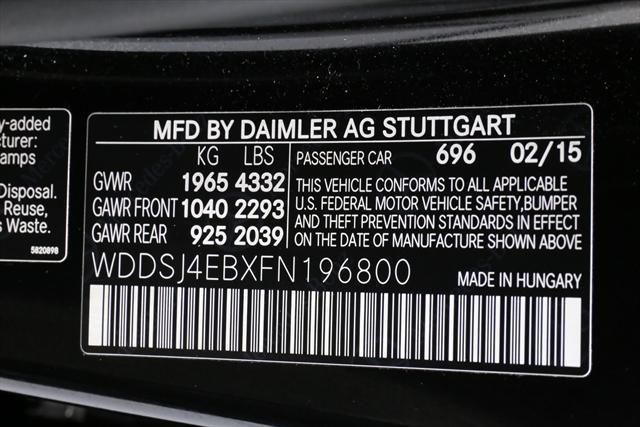 y-added
turer:
amps
Disposal.
Reuse,
s Waste.
5820898
MFD BY DAIMLER AG STUTTGART
KG LBS
GVWR 1965 4332
GAWR FRONT 1040 2293
GAWR REAR 925 2039
PASSENGER CAR 696 02/15
THIS VEHICLE CONFORMS TO ALL APPLICABLE
U.S. FEDERAL MOTOR VEHICLE SAFETY,BUMPER
AND THEFT PREVENTION STANDARDS IN EFFECT
ON THE DATE OF MANUFACTURE SHOWN ABOVE
WDDSJ4EBXFN196800
MADE IN HUNGARY